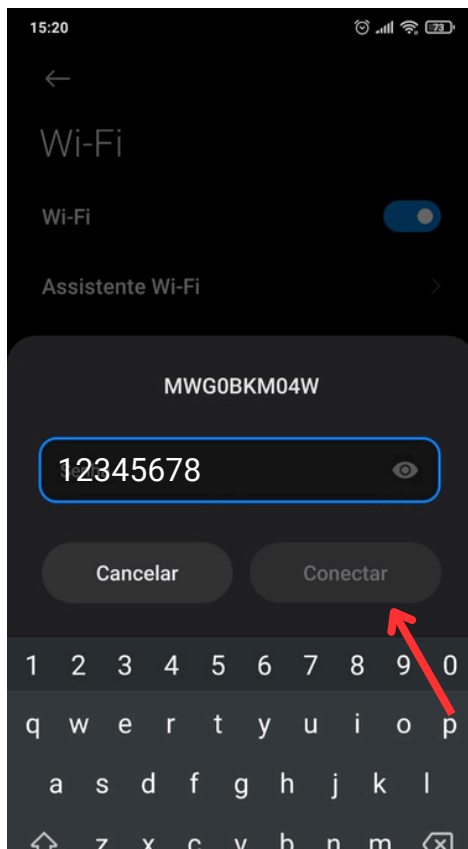 15:20
73
Wi-Fi
Wi-Fi
Assistente Wi-Fi
MWG0BKM04W
12345678
Cancelar
Conectar
1 2 3 4 5 6 7 8 9 0
q w e r t y u i o p
a s d f g h j k l
z x c v b n m